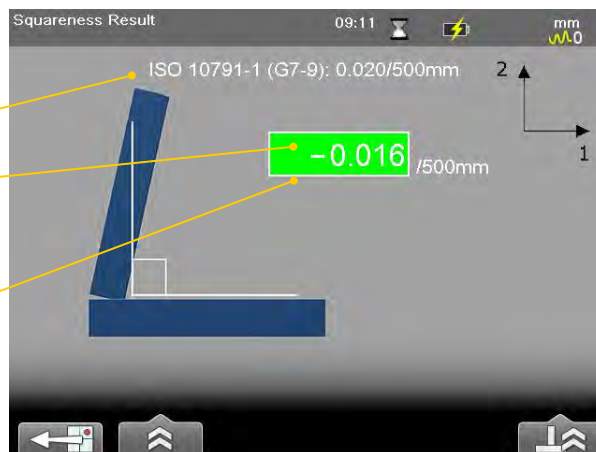 Squareness Result
09:11
mm
0
ISO 10791-1 (G7-9): 0.020/500mm
2
1
-0.016 /500mm